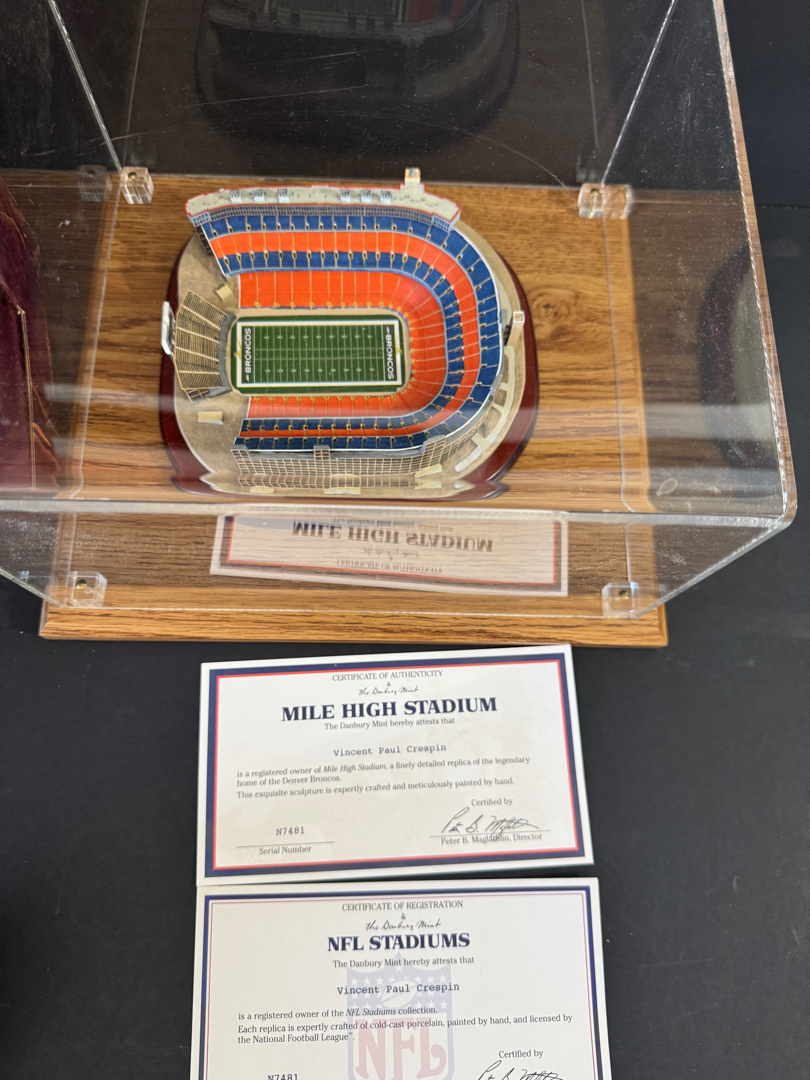 BRONCOS
BRONCOS
MILE HIGH STADIUM
CERTIFICATE OF AUTHENTICITY
CERTIFICATE OF AUTHENTICITY
the Danbury Mint
MILE HIGH STADIUM
The Danbury Mint hereby attests that
Vincent Paul Crespin
is a registered owner of Mile High Stadium, a finely detailed replica of the legendary
home of the Denver Broncos.
This exquisite sculpture is expertly crafted and meticulously painted by hand.
Certified by
N7481
Serial Number
Peter B. Maglathlin, Director
CERTIFICATE OF REGISTRATION
the Danbury Mint
NFL STADIUMS
The Danbury Mint hereby attests that
Vincent Paul Crespin
is a registered owner of the NFL Stadiums collection.
Each replica is expertly crafted of cold-cast porcelain, painted by hand, and licensed by
the National Football League™.
NFL
Certified by
N7481